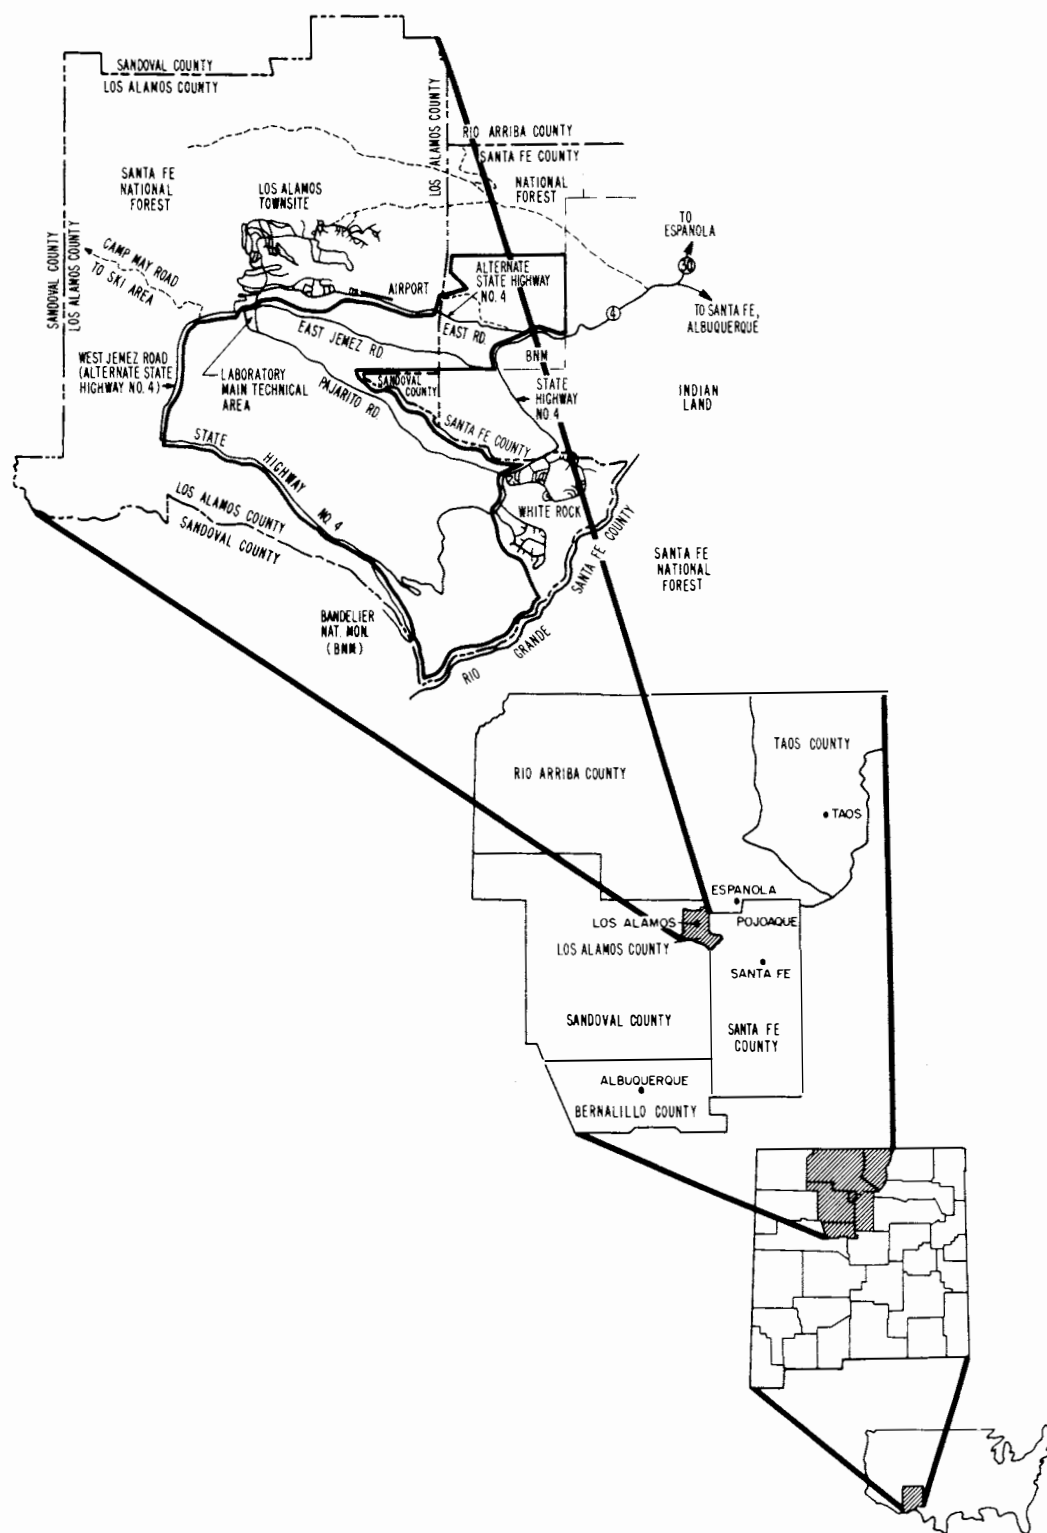 SANDOVAL COUNTY
LOS ALAMOS COUNTY
LOS ALAMOS COUNTY
RIO ARRIBA COUNTY
SANTA FE COUNTY
SANTA FE
NATIONAL
FOREST
LOS ALAMOS
TOWNSITE
NATIONAL
FOREST
TO
ESPANOLA
30
SANDOVAL COUNTY
LOS ALAMOS COUNTY
CAMP MAY ROAD
TO SKI AREA
AIRPORT
ALTERNATE
STATE HIGHWAY
NO. 4
4
TO SANTA FE,
ALBUQUERQUE
EAST JEMEZ RD
EAST RD.
BNM
WEST JEMEZ ROAD
(ALTERNATE STATE
HIGHWAY NO. 4)
LABORATORY
MAIN TECHNICAL
AREA
PAJARITO RD
SANDOVAL
COUNTY
STATE
HIGHWAY
NO 4
INDIAN
LAND
SANTA FE COUNTY
STATE
HIGHWAY
NO. 4
LOS ALAMOS COUNTY
SANDOVAL COUNTY
WHITE ROCK
SANTA FE COUNTY
SANTA FE
NATIONAL
FOREST
BANDELIER
NAT. MON.
(BNM)
RIO
GRANDE
TAOS COUNTY
RIO ARRIBA COUNTY
TAOS
ESPANOLA
LOS ALAMOS
POJOAQUE
LOS ALAMOS COUNTY
SANTA FE
SANDOVAL COUNTY
SANTA FE
COUNTY
ALBUQUERQUE
BERNALILLO COUNTY